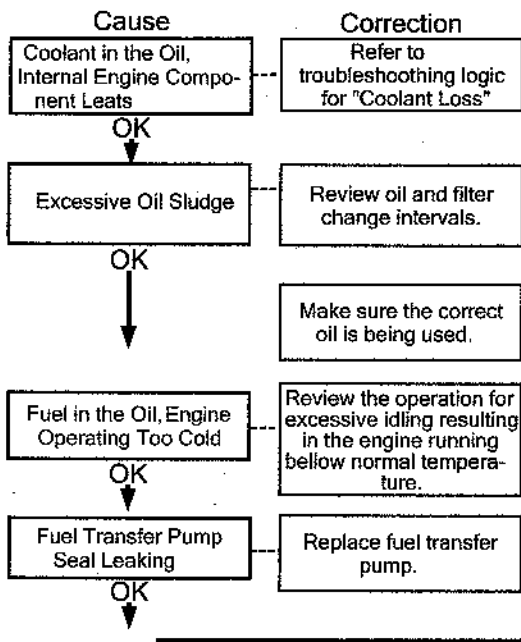 Cause
Correction
Coolant in the Oil,
Internal Engine Compo-
nent Leats
Refer to
troubleshoothing logic
for "Coolant Loss"
OK
Excessive Oil Sludge
Review oil and filter
change intervals.
OK
Make sure the correct
oil is being used.
Fuel in the Oil, Engine
Operating Too Cold
Review the operation for
excessive idling resulting
in the engine running
bellow normal tempera-
ture.
OK
Fuel Transfer Pump
Seal Leaking
Replace fuel transfer
pump.
OK